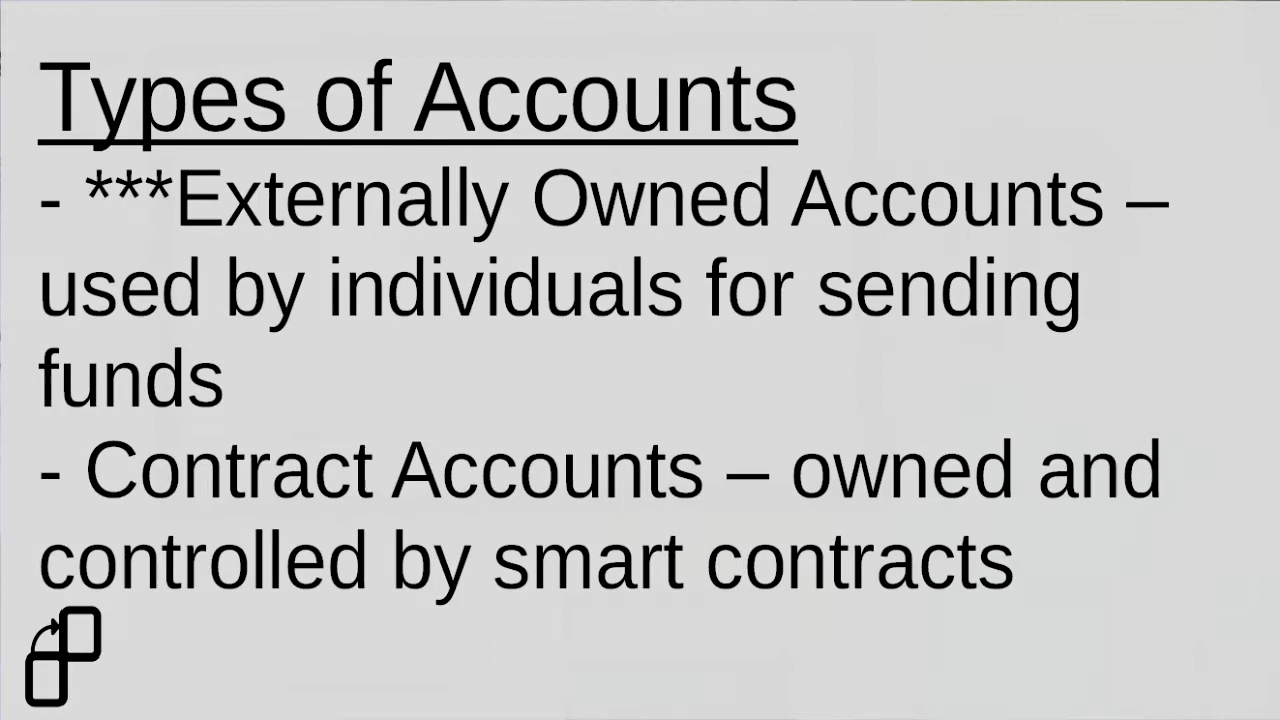 Types of Accounts
- ***Externally Owned Accounts –
used by individuals for sending
funds
- Contract Accounts – owned and
controlled by smart contracts